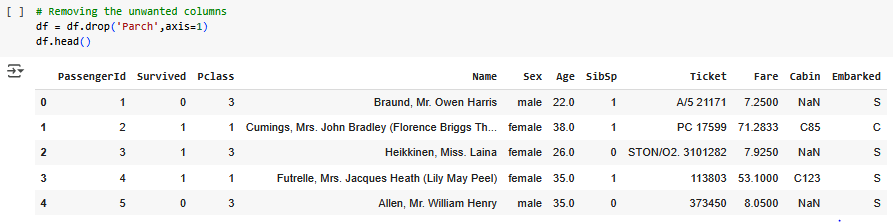 [ ] # Removing the unwanted columns
df = df.drop('Parch',axis=1)
df.head()
PassengerId Survived Pclass Name Sex Age SibSp Ticket Fare Cabin Embarked
0 1 0 3 Braund, Mr. Owen Harris male 22.0 1 A/5 21171 7.2500 NaN S
1 2 1 1 Cumings, Mrs. John Bradley (Florence Briggs Th... female 38.0 1 PC 17599 71.2833 C85 C
2 3 1 3 Heikkinen, Miss. Laina female 26.0 0 STON/O2. 3101282 7.9250 NaN S
3 4 1 1 Futrelle, Mrs. Jacques Heath (Lily May Peel) female 35.0 1 113803 53.1000 C123 S
4 5 0 3 Allen, Mr. William Henry male 35.0 0 373450 8.0500 NaN S